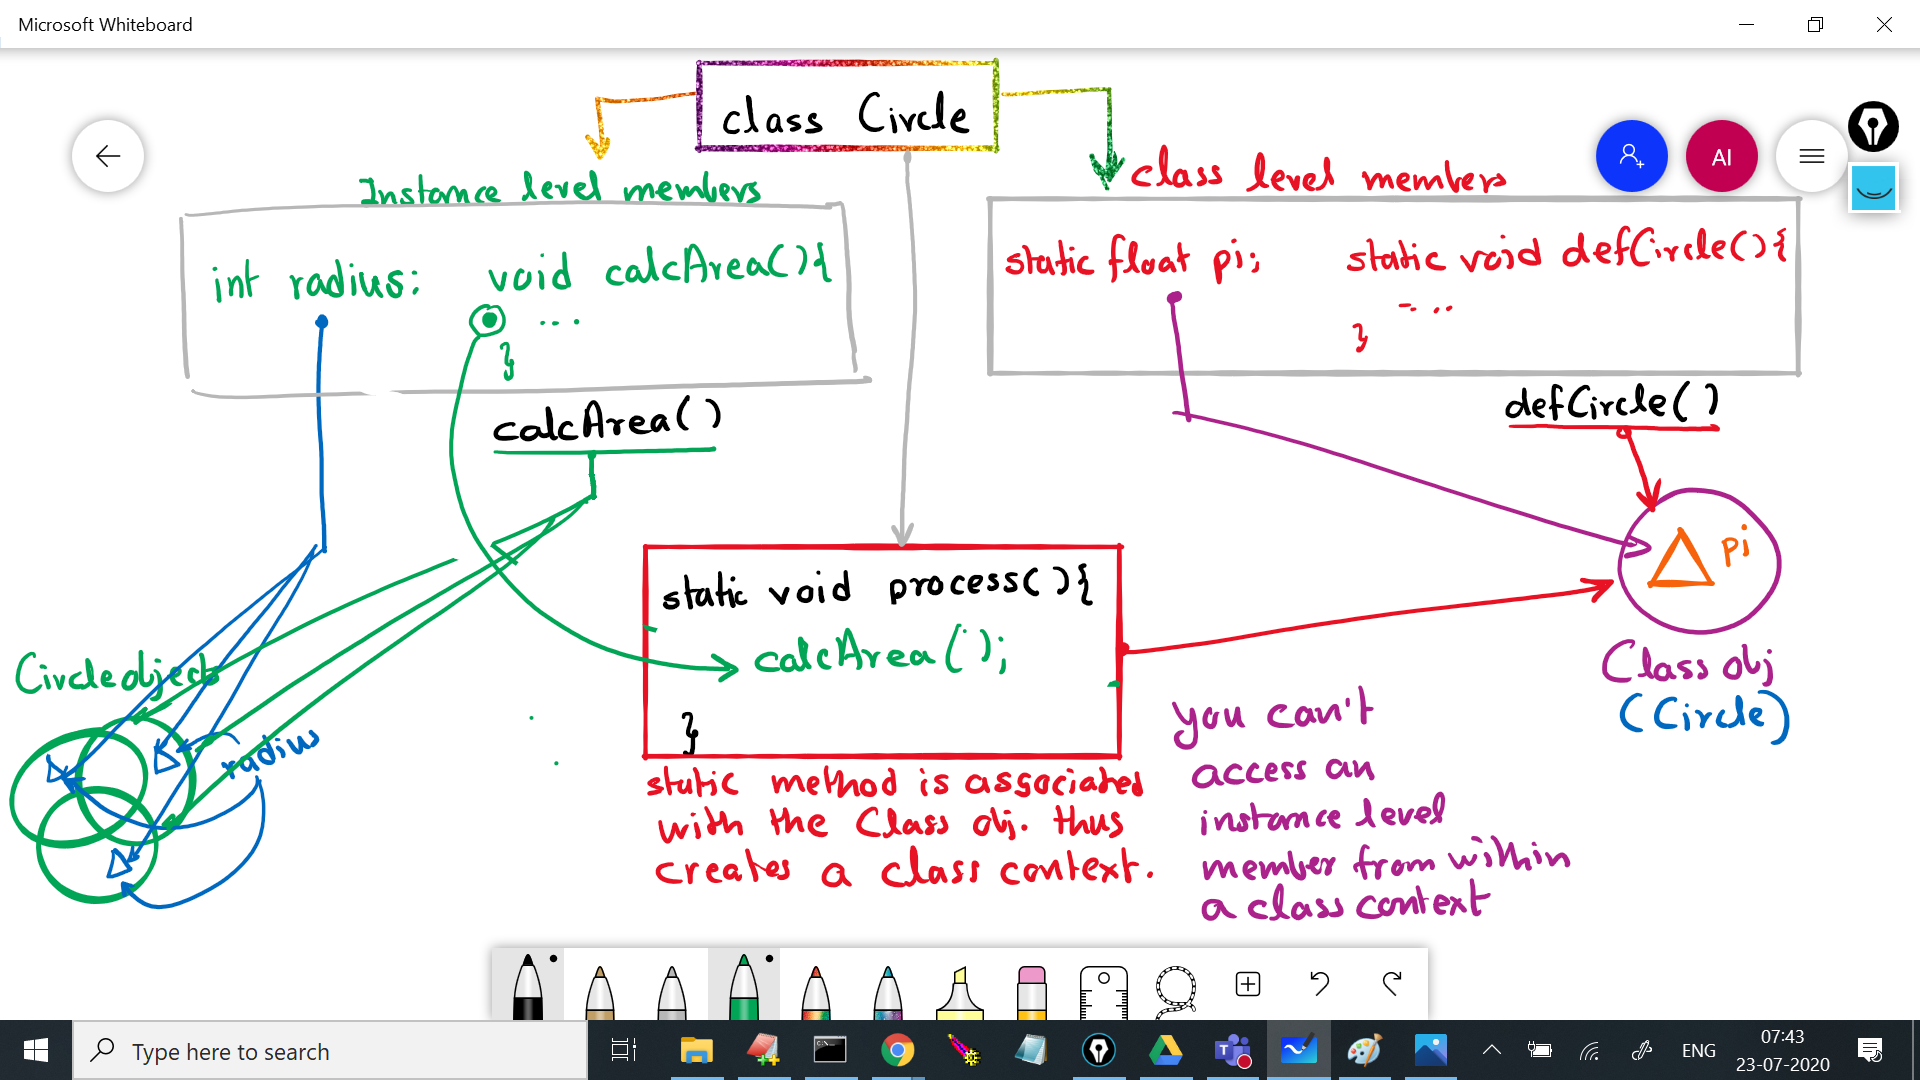 Microsoft Whiteboard
class Circle
AI
Instance level members
class level members
int radius; void calcArea(){
...
}
static float pi; static void defCircle(){
-...
}
calcArea()
defCircle()
pi
static void process(){
calcArea();
}
Circle objects
radius
Class obj
(Circle)
static method is associated
with the Class obj. thus
creates a class context.
you can't
access an
instance level
member from within
a class context
Type here to search
ENG
07:43
23-07-2020